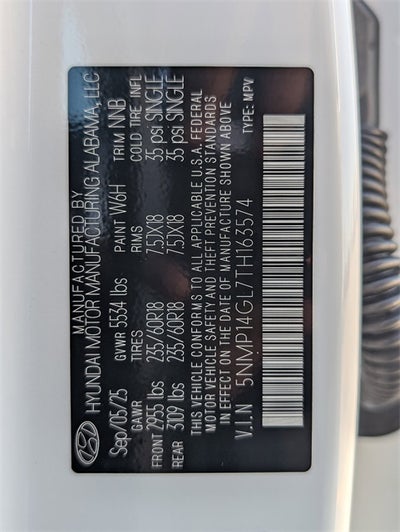 MANUFACTURED BY
HYUNDAI MOTOR MANUFACTURING ALABAMA, LLC
Sep/05/25 GVWR 5534 lbs PAINT W6H TRIM NNB
GAWR TIRES RIMS COLD TIRE INFL
FRONT 2955 lbs 235/60R18 7.5JX18 35 psi SINGLE
REAR 3109 lbs 235/60R18 7.5JX18 35 psi SINGLE
THIS VEHICLE CONFORMS TO ALL APPLICABLE U.S.A. FEDERAL
MOTOR VEHICLE SAFETY AND THEFT PREVENTION STANDARDS
IN EFFECT ON THE DATE OF MANUFACTURE SHOWN ABOVE
V.I.N 5NMP14GL7TH163574 TYPE: MPV